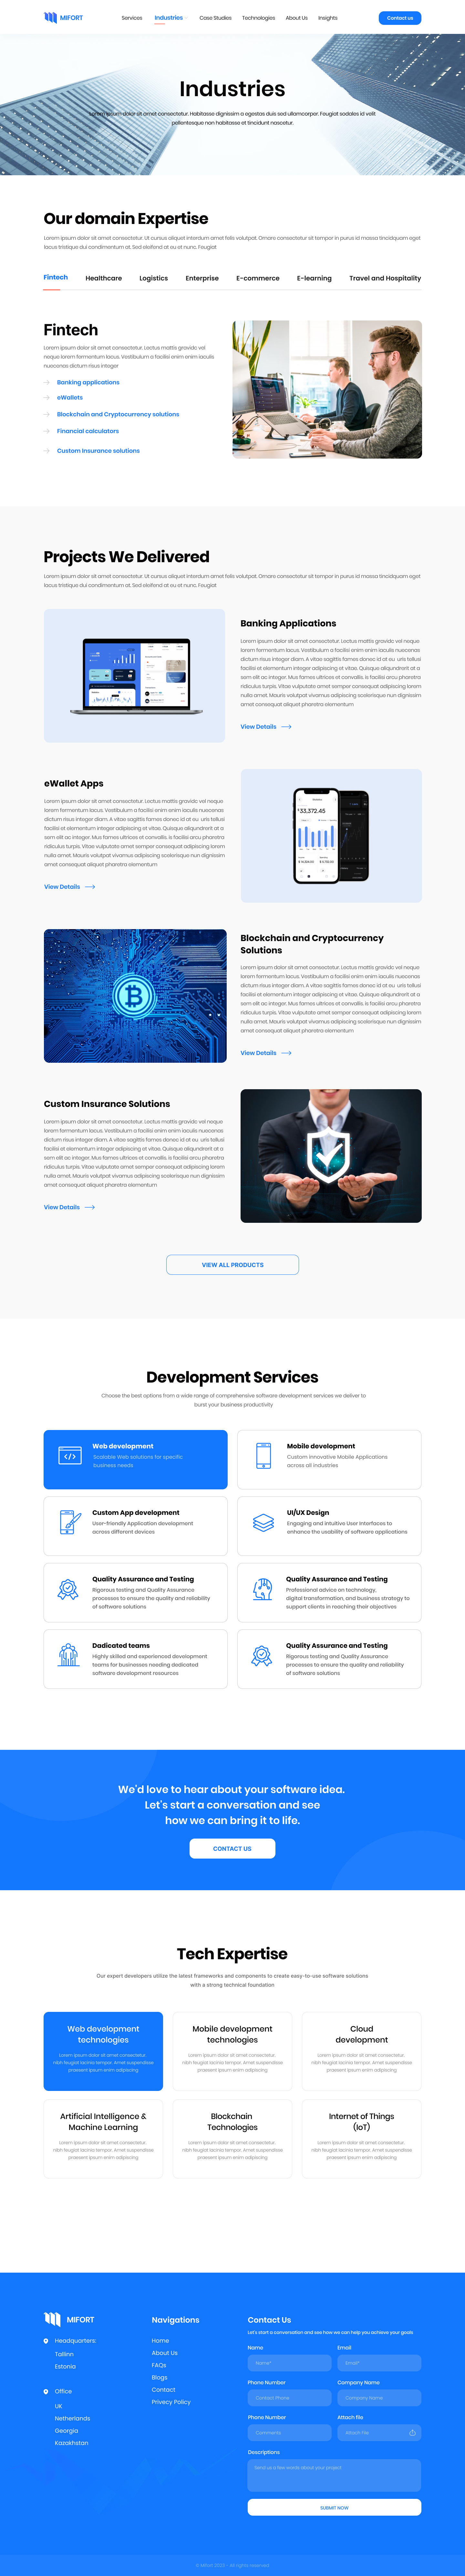 MIFORT
Services
Industries
Case Studies
Technologies
About Us
Insights
Contact us
Industries
Lorem ipsum dolor sit amet consectetur. Habitasse dignissim a egestas duis sed ullamcorpor. Feugiat sodales id velit
pellentesque non habitasse et tincidunt nascetur.
Our domain Expertise
Lorem ipsum dolor sit amet consectetur. Ut cursus aliquet interdum amet felis volutpat. Ornare consectetur sit tempor in purus id massa tincidunquam eget
lacus tristique dui condimentum at. Sed eleifend at eu at nunc. Feugiat
Fintech
Healthcare
Logistics
Enterprise
E-commerce
E-learning
Travel and Hospitality
Fintech
Lorem ipsum dolor sit amet consectetur. Lectus mattis gravida vel
neque lorem fermentum lacus. Vestibulum a facilisi enim enim iaculis
nuecanas dictum risus integer
Banking applications
eWallets
Blockchain and Cryptocurrency solutions
Financial calculators
Custom Insurance solutions
Projects We Delivered
Lorem ipsum dolor sit amet consectetur. Ut cursus aliquet interdum amet felis volutpat. Ornare consectetur sit tempor in purus id massa tincidunquam eget
lacus tristique dui condimentum at. Sed eleifend at eu at nunc. Feugiat
Banking Applications
Lorem ipsum dolor sit amet consectetur. Lectus mattis gravida vel neque
lorem fermentum lacus. Vestibulum a facilisi enim enim iaculis nuecanas
dictum risus integer diam. A vitae sagittis fames donec id at eu uris tellus
facilisi at elementum integer adipiscing at vitae. Quisque aliqundrerit at a
sem elit ac integer. Mus fames ultrices et convallis, is facilisi arcu pharetra
ridiculus turpis. Vitae vulputate amet semper consequat adipiscing lorem
nulla amet. Mauris volutpat vivamus adipiscing scelerisque nun dignissim
amet consequat aliquat pharetra elementum
View Details
eWallet Apps
Lorem ipsum dolor sit amet consectetur. Lectus mattis gravida vel neque
lorem fermentum lacus. Vestibulum a facilisi enim enim iaculis nuecanas
dictum risus integer diam. A vitae sagittis fames donec id at eu uris tellus
facilisi at elementum integer adipiscing at vitae. Quisque aliqundrerit at a
sem elit ac integer. Mus fames ultrices et convallis, is facilisi arcu pharetra
ridiculus turpis. Vitae vulputate amet semper consequat adipiscing lorem
nulla amet. Mauris volutpat vivamus adipiscing scelerisque nun dignissim
amet consequat aliquat pharetra elementum
View Details
33,372.45
Blockchain and Cryptocurrency
Solutions
Lorem ipsum dolor sit amet consectetur. Lectus mattis gravida vel neque
lorem fermentum lacus. Vestibulum a facilisi enim enim iaculis nuecanas
dictum risus integer diam. A vitae sagittis fames donec id at eu uris tellus
facilisi at elementum integer adipiscing at vitae. Quisque aliqundrerit at a
sem elit ac integer. Mus fames ultrices et convallis, is facilisi arcu pharetra
ridiculus turpis. Vitae vulputate amet semper consequat adipiscing lorem
nulla amet. Mauris volutpat vivamus adipiscing scelerisque nun dignissim
amet consequat aliquat pharetra elementum
View Details
Custom Insurance Solutions
Lorem ipsum dolor sit amet consectetur. Lectus mattis gravida vel neque
lorem fermentum lacus. Vestibulum a facilisi enim enim iaculis nuecanas
dictum risus integer diam. A vitae sagittis fames donec id at eu uris tellus
facilisi at elementum integer adipiscing at vitae. Quisque aliqundrerit at a
sem elit ac integer. Mus fames ultrices et convallis, is facilisi arcu pharetra
ridiculus turpis. Vitae vulputate amet semper consequat adipiscing lorem
nulla amet. Mauris volutpat vivamus adipiscing scelerisque nun dignissim
amet consequat aliquat pharetra elementum
View Details
VIEW ALL PRODUCTS
Development Services
Choose the best options from a wide range of comprehensive software development services we deliver to
burst your business productivity
Web development
Scalable Web solutions for specific
business needs
Mobile development
Custom innovative Mobile Applications
across all industries
Custom App development
User-friendly Application development
across different devices
UI/UX Design
Engaging and intuitive User Interfaces to
enhance the usability of software applications
Quality Assurance and Testing
Rigorous testing and Quality Assurance
processes to ensure the quality and reliability
of software solutions
Quality Assurance and Testing
Professional advice on technology,
digital transformation, and business strategy to
support clients in reaching their objectives
Dadicated teams
Highly skilled and experienced development
teams for businesses needing dedicated
software development resources
Quality Assurance and Testing
Rigorous testing and Quality Assurance
processes to ensure the quality and reliability
of software solutions
We'd love to hear about your software idea.
Let's start a conversation and see
how we can bring it to life.
CONTACT US
Tech Expertise
Our expert developers utilize the latest frameworks and components to create easy-to-use software solutions
with a strong technical foundation
Web development
technologies
Lorem ipsum dolor sit amet consectetur.
nibh feugiat lacinia tempor. Amet suspendisse
praesent ipsum enim adipiscing
Mobile development
technologies
Lorem ipsum dolor sit amet consectetur.
nibh feugiat lacinia tempor. Amet suspendisse
praesent ipsum enim adipiscing
Cloud
development
Lorem ipsum dolor sit amet consectetur.
nibh feugiat lacinia tempor. Amet suspendisse
praesent ipsum enim adipiscing
Artificial Intelligence &
Machine Learning
Lorem ipsum dolor sit amet consectetur.
nibh feugiat lacinia tempor. Amet suspendisse
praesent ipsum enim adipiscing
Blockchain
Technologies
Lorem ipsum dolor sit amet consectetur.
nibh feugiat lacinia tempor. Amet suspendisse
praesent ipsum enim adipiscing
Internet of Things
(IoT)
Lorem ipsum dolor sit amet consectetur.
nibh feugiat lacinia tempor. Amet suspendisse
praesent ipsum enim adipiscing
MIFORT
Headquarters:
Tallinn
Estonia
Office
UK
Netherlands
Georgia
Kazakhstan
Navigations
Home
About Us
FAQs
Blogs
Contact
Privecy Policy
Contact Us
Let's start a conversation and see how we can help you achieve your goals
Name
Email
Name*
Email*
Phone Number
Company Name
Contact Phone
Company Name
Phone Number
Attach file
Comments
Attach File
Descriptions
Send us a few words about your project
SUBMIT NOW
© Mifort 2023 - All rights reserved